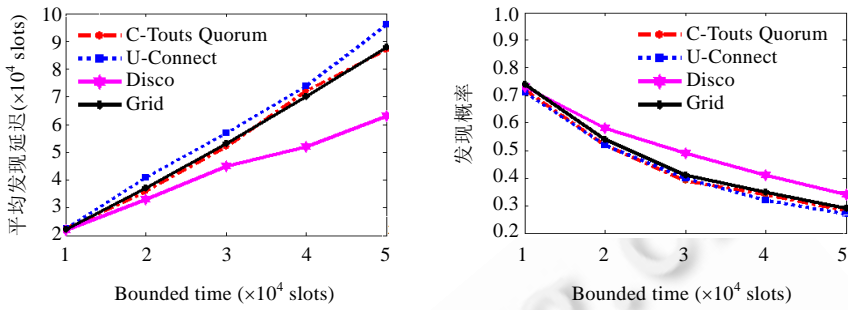 10
9
8
7
6
5
4
3
2
平均发现延迟(×10⁴ slots)
C-Touts Quorum
U-Connect
Disco
Grid
1
2
3
4
5
Bounded time (×10⁴ slots)
1.0
0.9
0.8
0.7
0.6
0.5
0.4
0.3
0.2
发现概率
C-Touts Quorum
U-Connect
Disco
Grid
1
2
3
4
5
Bounded time (×10⁴ slots)